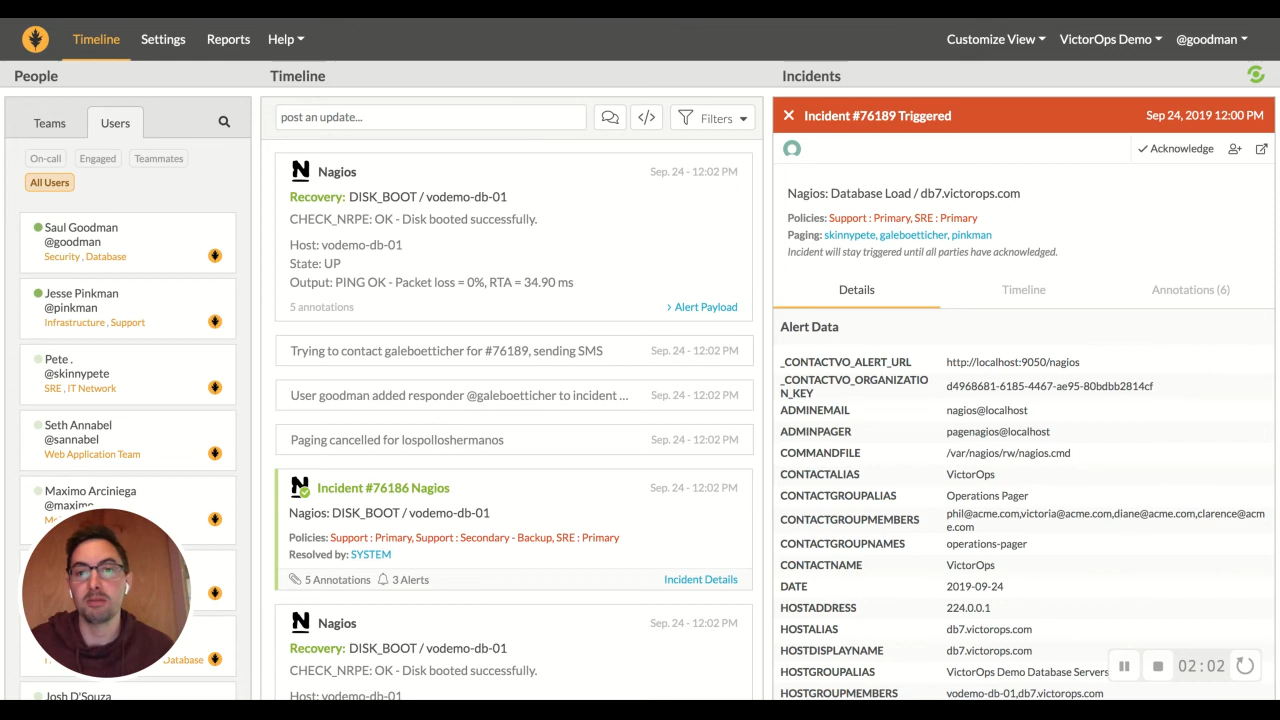 Timeline
Settings
Reports
Help
Customize View
VictorOps Demo
@goodman
People
Timeline
Incidents
Teams
Users
On-call
Engaged
Teammates
All Users
Saul Goodman
@goodman
Security , Database
Jesse Pinkman
@pinkman
Infrastructure , Support
Pete .
@skinnypete
SRE , IT Network
Seth Annabel
@sannabel
Web Application Team
Maximo Arciniega
@maximo
Database
Josh D'Souza
post an update...
</>
Filters
Nagios
Sep. 24 - 12:02 PM
Recovery: DISK_BOOT / vodemo-db-01
CHECK_NRPE: OK - Disk booted successfully.
Host: vodemo-db-01
State: UP
Output: PING OK - Packet loss = 0%, RTA = 34.90 ms
5 annotations
> Alert Payload
Trying to contact galeboetticher for #76189, sending SMS
Sep. 24 - 12:02 PM
User goodman added responder @galeboetticher to incident ...
Sep. 24 - 12:02 PM
Paging cancelled for lospolloshermanos
Sep. 24 - 12:02 PM
Incident #76186 Nagios
Sep. 24 - 12:02 PM
Nagios: DISK_BOOT / vodemo-db-01
Policies: Support : Primary, Support : Secondary - Backup, SRE : Primary
Resolved by: SYSTEM
5 Annotations
3 Alerts
Incident Details
Nagios
Sep. 24 - 12:02 PM
Recovery: DISK_BOOT / vodemo-db-01
CHECK_NRPE: OK - Disk booted successfully.
Host: vodemo-db-01
Incident #76189 Triggered
Sep 24, 2019 12:00 PM
Acknowledge
Nagios: Database Load / db7.victorops.com
Policies: Support : Primary, SRE : Primary
Paging: skinnypete, galeboetticher, pinkman
Incident will stay triggered until all parties have acknowledged.
Details
Timeline
Annotations (6)
Alert Data
_CONTACTVO_ALERT_URL
http://localhost:9050/nagios
_CONTACTVO_ORGANIZATIO
N_KEY
d4968681-6185-4467-ae95-80bdbb2814cf
ADMINEMAIL
nagios@localhost
ADMINPAGER
pagenagios@localhost
COMMANDFILE
/var/nagios/rw/nagios.cmd
CONTACTALIAS
VictorOps
CONTACTGROUPALIAS
Operations Pager
CONTACTGROUPMEMBERS
phil@acme.com,victoria@acme.com,diane@acme.com,clarence@acm
e.com
CONTACTGROUPNAMES
operations-pager
CONTACTNAME
VictorOps
DATE
2019-09-24
HOSTADDRESS
224.0.0.1
HOSTALIAS
db7.victorops.com
HOSTDISPLAYNAME
db7.victorops.com
HOSTGROUPALIAS
VictorOps Demo Database Servers
HOSTGROUPMEMBERS
vodemo-db-01,db7.victorops.com
02:02